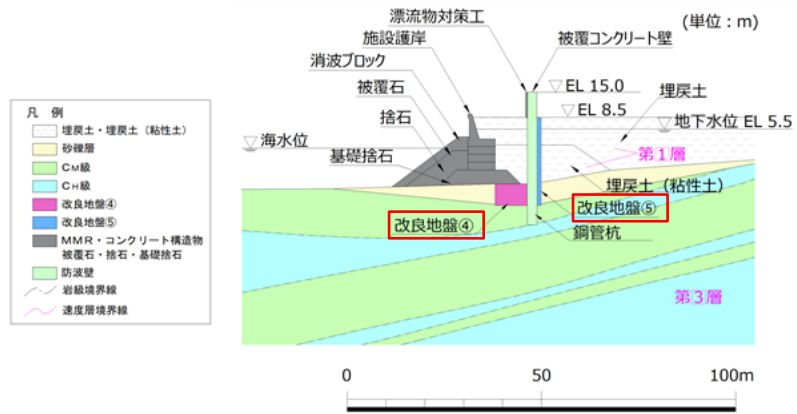 漂流物対策工
(単位：m)
施設護岸
被覆コンクリート壁
消波ブロック
EL 15.0
埋戻土
被覆石
EL 8.5
捨石
地下水位 EL 5.5
海水位
第１層
基礎捨石
埋戻土（粘性土）
改良地盤④
改良地盤⑤
鋼管杭
第③層
凡 例
埋戻土・埋戻土（粘性土）
砂礫層
CM級
CH級
改良地盤④
改良地盤⑤
MMR・コンクリート構造物
被覆石・捨石・基礎捨石
防波壁
岩級境界線
速度層境界線
0
50
100m